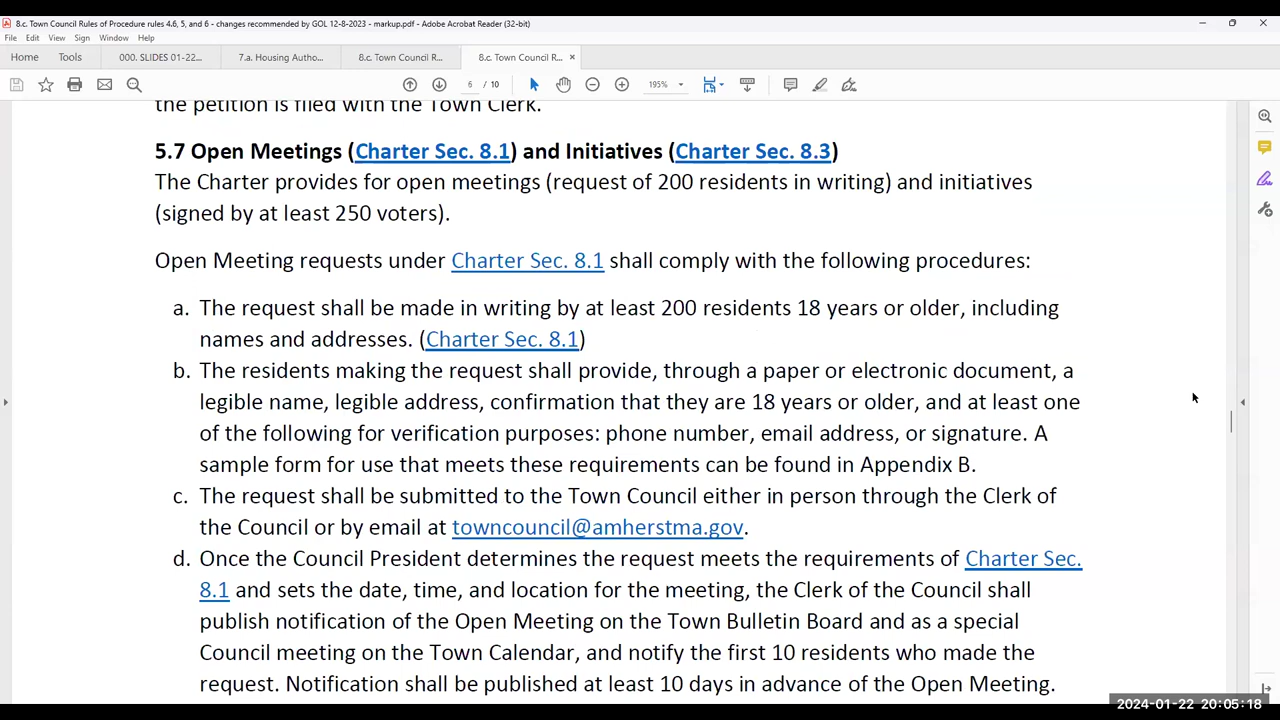 8.c. Town Council Rules of Procedure rules 4.6, 5, and 6 - changes recommended by GOL 12-8-2023 - markup.pdf - Adobe Acrobat Reader (32-bit)
File Edit View Sign Window Help
Home Tools 000. SLIDES 01-22... 7.a. Housing Autho... 8.c. Town Council R... 8.c. Town Council R... ×
6 / 10 195%
the petition is filed with the Town Clerk.
5.7 Open Meetings (Charter Sec. 8.1) and Initiatives (Charter Sec. 8.3)
The Charter provides for open meetings (request of 200 residents in writing) and initiatives
(signed by at least 250 voters).
Open Meeting requests under Charter Sec. 8.1 shall comply with the following procedures:
a. The request shall be made in writing by at least 200 residents 18 years or older, including
names and addresses. (Charter Sec. 8.1)
b. The residents making the request shall provide, through a paper or electronic document, a
legible name, legible address, confirmation that they are 18 years or older, and at least one
of the following for verification purposes: phone number, email address, or signature. A
sample form for use that meets these requirements can be found in Appendix B.
c. The request shall be submitted to the Town Council either in person through the Clerk of
the Council or by email at towncouncil@amherstma.gov.
d. Once the Council President determines the request meets the requirements of Charter Sec.
8.1 and sets the date, time, and location for the meeting, the Clerk of the Council shall
publish notification of the Open Meeting on the Town Bulletin Board and as a special
Council meeting on the Town Calendar, and notify the first 10 residents who made the
request. Notification shall be published at least 10 days in advance of the Open Meeting.
2024-01-22 20:05:18